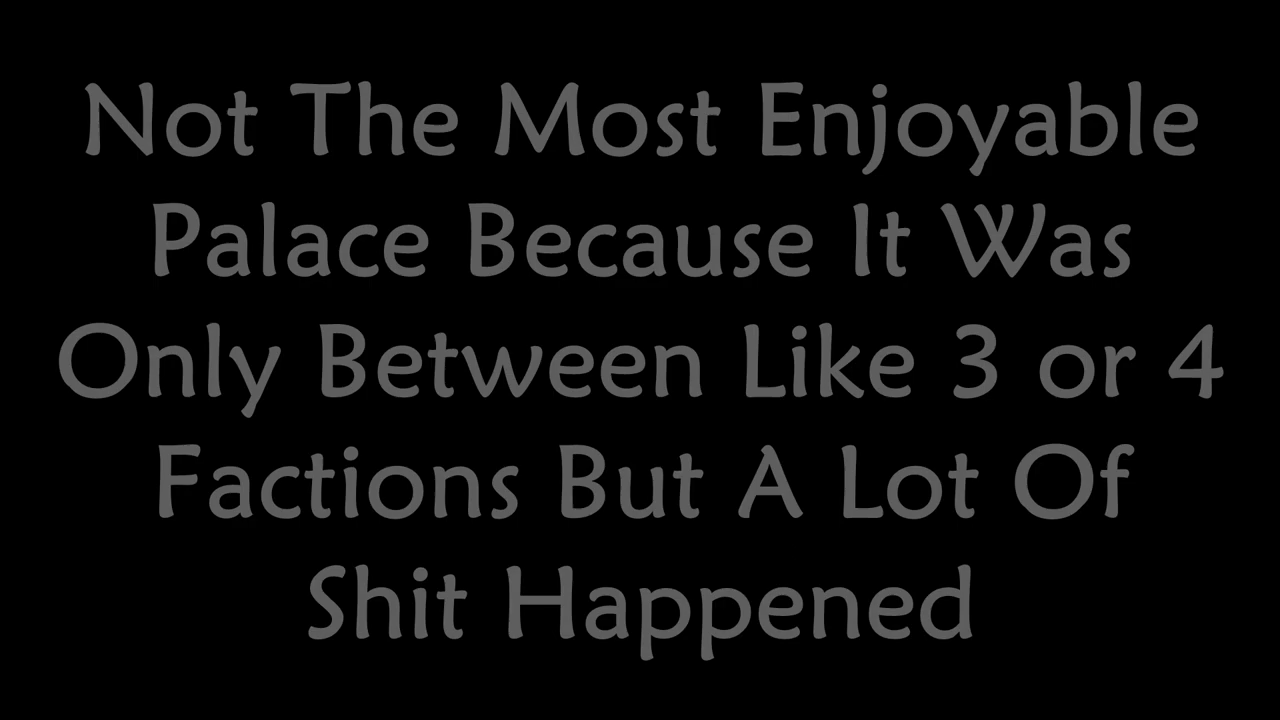 Not The Most Enjoyable
Palace Because It Was
Only Between Like 3 or 4
Factions But A Lot Of
Shit Happened